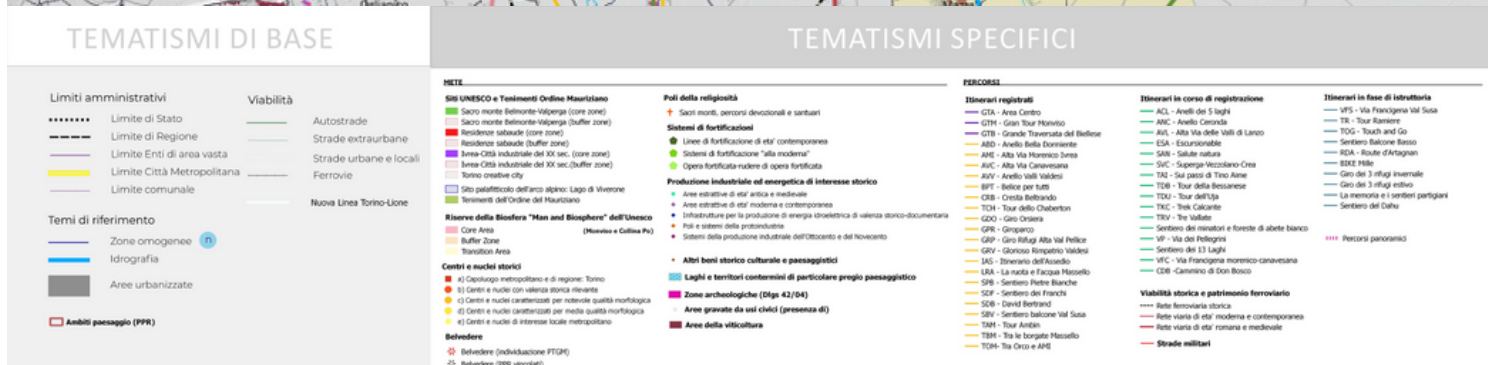 TEMATISMI DI BASE
TEMATISMI SPECIFICI
Limiti amministrativi
Limite di Stato
Limite di Regione
Limite Enti di area vasta
Limite Città Metropolitana
Limite comunale
Viabilità
Autostrade
Strade extraurbane
Strade urbane e locali
Ferrovie
Nuova Linea Torino-Lione
Temi di riferimento
Zone omogenee n
Idrografia
Aree urbanizzate
Ambiti paesaggio (PPR)
METE
Siti UNESCO e Tenimenti Ordine Mauriziano
Sacro monte Belmonte-Valperga (core zone)
Sacro monte Belmonte-Valperga (buffer zone)
Residenze sabaude (core zone)
Residenze sabaude (buffer zone)
Ivrea-Città industriale del XX sec. (core zone)
Ivrea-Città industriale del XX sec.(buffer zone)
Torino creative city
Sito palafitticolo dell'arco alpino: Lago di Viverone
Tenimenti dell'Ordine del Mauriziano
Riserve della Biosfera "Man and Biosphere" dell'Unesco
Core Area (Monviso e Collina Po)
Buffer Zone
Transition Area
Centri e nuclei storici
a) Capoluogo metropolitano e di regione: Torino
b) Centri e nuclei con valenza storica rilevante
c) Centri e nuclei caratterizzati per notevole qualità morfologica
d) Centri e nuclei caratterizzati per media qualità morfologica
e) Centri e nuclei di interesse locale metropolitano
Belvedere
Belvedere (individuazione PTGM)
Belvedere (PPR vincolati)
Poli della religiosità
Sacri monti, percorsi devozionali e santuari
Sistemi di fortificazioni
Linee di fortificazione di eta' contemporanea
Sistemi di fortificazione "alla moderna"
Opera fortificata-rudere di opera fortificata
Produzione industriale ed energetica di interesse storico
Aree estrattive di eta' antica e medievale
Aree estrattive di eta' moderna e contemporanea
Infrastrutture per la produzione di energia idroelettrica di valenza storico-documentaria
Poli e sistemi della protoindustria
Sistemi della produzione industriale dell'Ottocento e del Novecento
Altri beni storico culturale e paesaggistici
Laghi e territori contermini di particolare pregio paesaggistico
Zone archeologiche (Dlgs 42/04)
Aree gravate da usi civici (presenza di)
Aree della viticoltura
PERCORSI
Itinerari registrati
GTA - Area Centro
GTM - Gran Tour Monviso
GTB - Grande Traversata del Biellese
ABD - Anello Bella Dormiente
AMI - Alta Via Morenico Ivrea
AVC - Alta Via Canavesana
AVV - Anello Valli Valdesi
BPT - Belice per tutti
CRB - Cresta Beltrando
TCH - Tour dello Chaberton
GDO - Giro Orsiera
GPR - Giroparco
GRP - Giro Rifugi Alta Val Pellice
GRV - Glorioso Rimpatrio Valdesi
IAS - Itinerario dell'Assedio
LRA - La ruota e l'acqua Massello
SPB - Sentiero Pietre Bianche
SDF - Sentiero dei Franchi
SDB - David Bertrand
SBV - Sentiero balcone Val Susa
TAM - Tour Ambin
TBM - Tra le borgate Massello
TOM- Tra Orco e AMI
Itinerari in corso di registrazione
ACL - Anelli dei 5 laghi
ANC - Anello Ceronda
AVL - Alta Via delle Valli di Lanzo
ESA - Escursionable
SAN - Salute natura
SVC - Superga-Vezzolano-Crea
TAI - Sui passi di Tino Aime
TDB - Tour della Bessanese
TDU - Tour dell'Uja
TKC - Trek Calcante
TRV - Tre Vallate
Sentiero dei minatori e foreste di abete bianco
VP - Via dei Pellegrini
Sentiero dei 13 Laghi
VFC - Via Francigena morenico-canavesana
CDB -Cammino di Don Bosco
Viabilità storica e patrimonio ferroviario
Rete ferroviaria storica
Rete viaria di eta' moderna e contemporanea
Rete viaria di eta' romana e medievale
Strade militari
Itinerari in fase di istruttoria
VFS - Via Francigena Val Susa
TR - Tour Ramiere
TOG - Touch and Go
Sentiero Balcone Basso
RDA - Route d'Artagnan
BIKE Mille
Giro dei 3 rifugi invernale
Giro dei 3 rifugi estivo
La memoria e i sentieri partigiani
Sentiero del Dahu
Percorsi panoramici